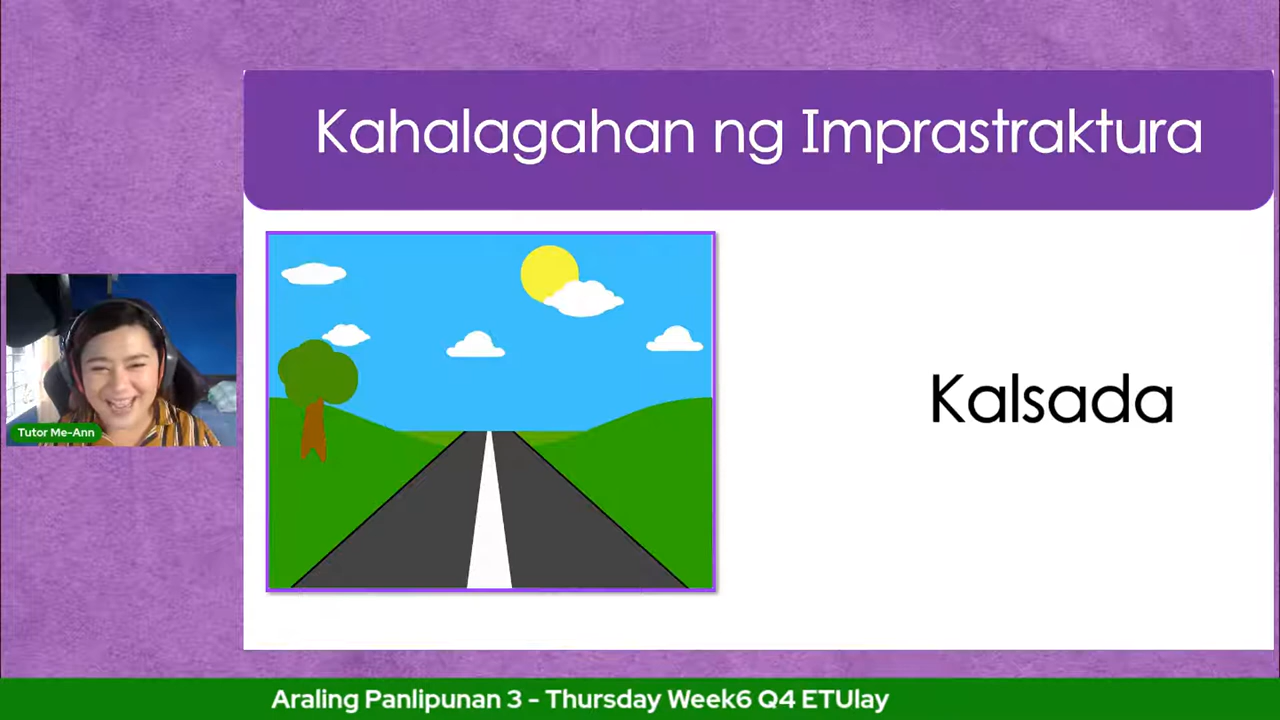 Kahalagahan ng Imprastraktura
Kalsada
Tutor Me-Ann
Araling Panlipunan 3 - Thursday Week6 Q4 ETUlay